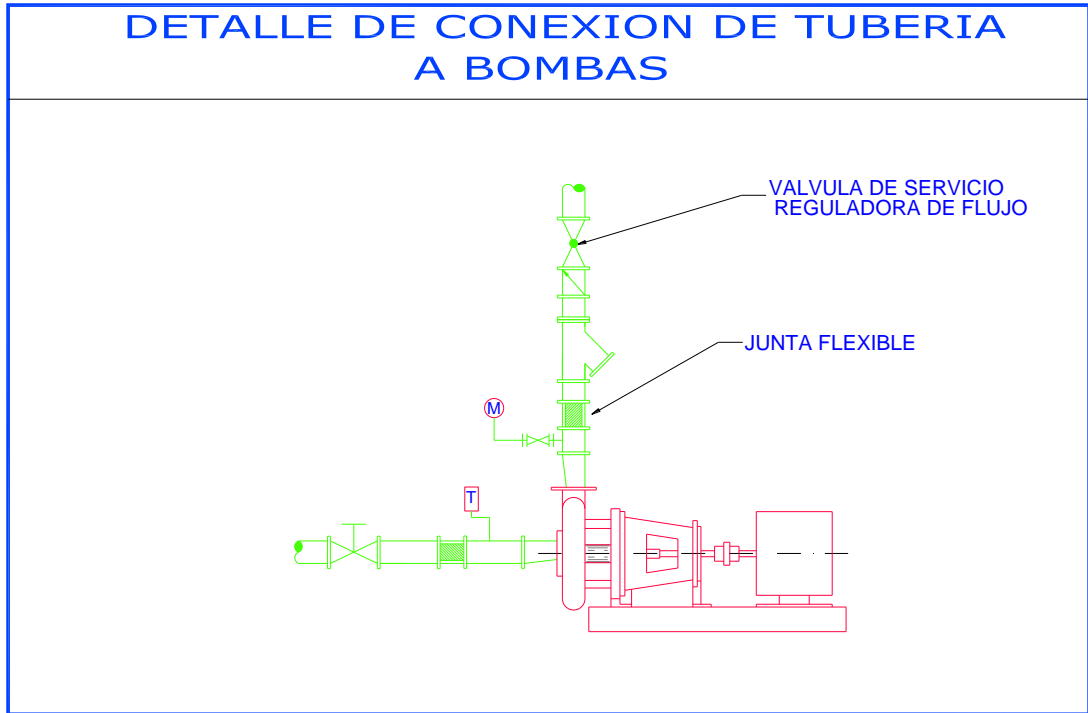 DETALLE DE CONEXION DE TUBERIA
A BOMBAS
VALVULA DE SERVICIO
REGULADORA DE FLUJO
JUNTA FLEXIBLE
M
T